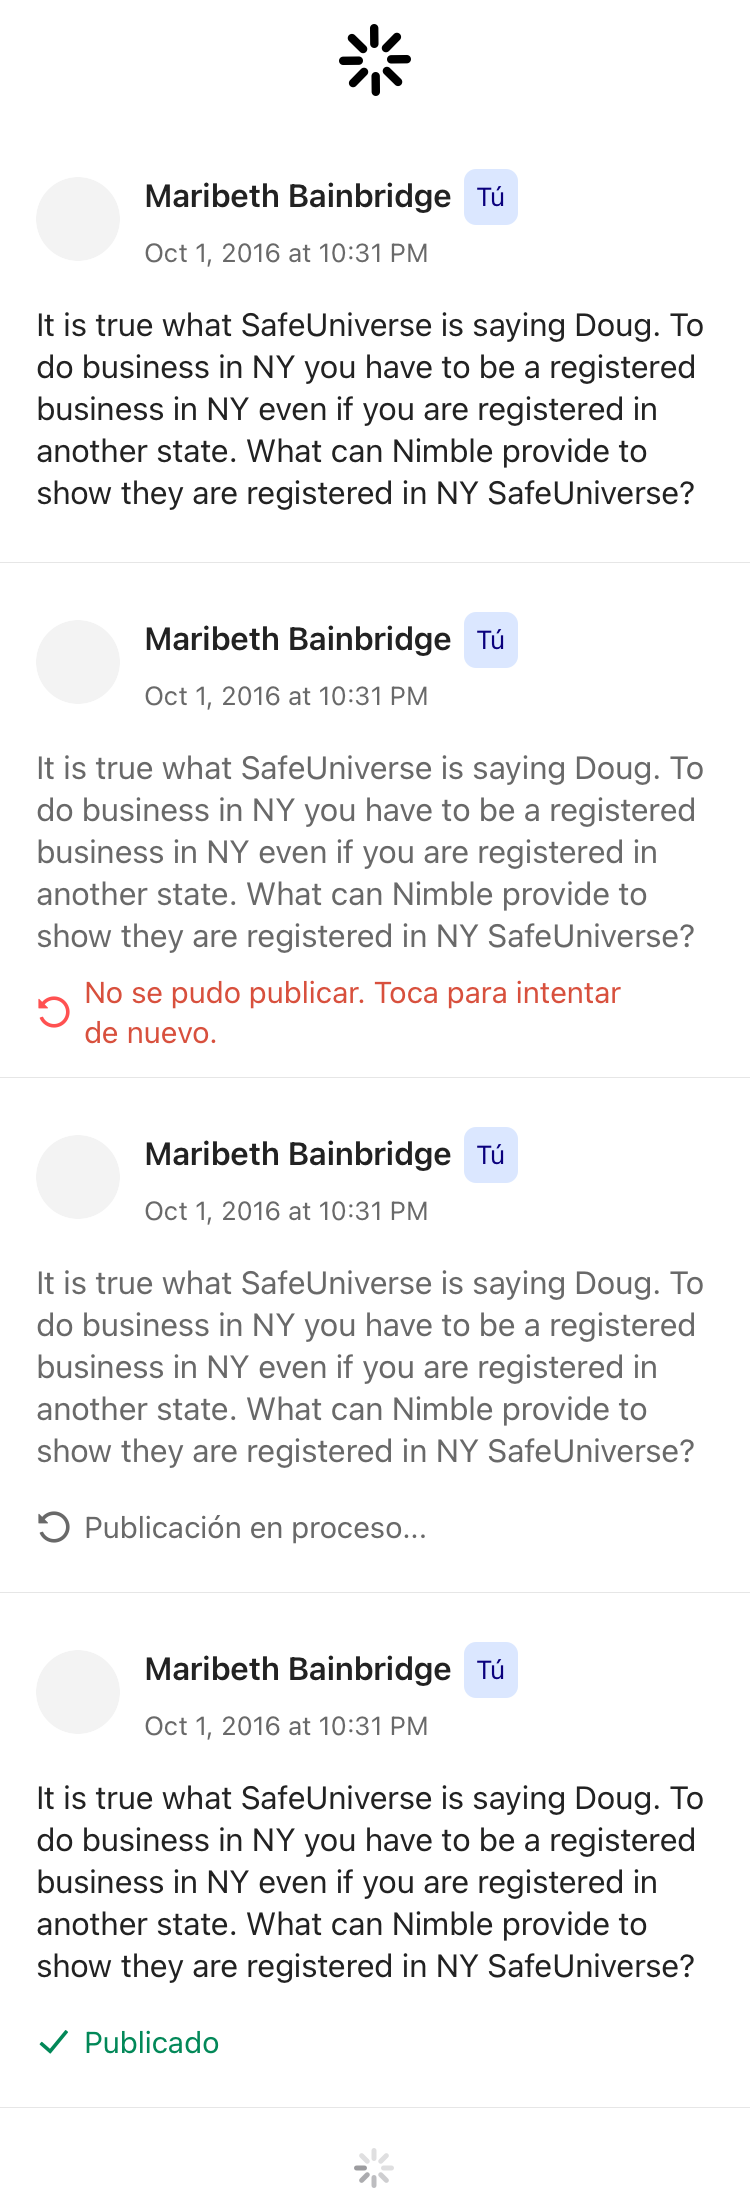 Maribeth Bainbridge Tú
Oct 1, 2016 at 10:31 PM
It is true what SafeUniverse is saying Doug. To
do business in NY you have to be a registered
business in NY even if you are registered in
another state. What can Nimble provide to
show they are registered in NY SafeUniverse?
Maribeth Bainbridge Tú
Oct 1, 2016 at 10:31 PM
It is true what SafeUniverse is saying Doug. To
do business in NY you have to be a registered
business in NY even if you are registered in
another state. What can Nimble provide to
show they are registered in NY SafeUniverse?
No se pudo publicar. Toca para intentar
de nuevo.
Maribeth Bainbridge Tú
Oct 1, 2016 at 10:31 PM
It is true what SafeUniverse is saying Doug. To
do business in NY you have to be a registered
business in NY even if you are registered in
another state. What can Nimble provide to
show they are registered in NY SafeUniverse?
Publicación en proceso...
Maribeth Bainbridge Tú
Oct 1, 2016 at 10:31 PM
It is true what SafeUniverse is saying Doug. To
do business in NY you have to be a registered
business in NY even if you are registered in
another state. What can Nimble provide to
show they are registered in NY SafeUniverse?
Publicado